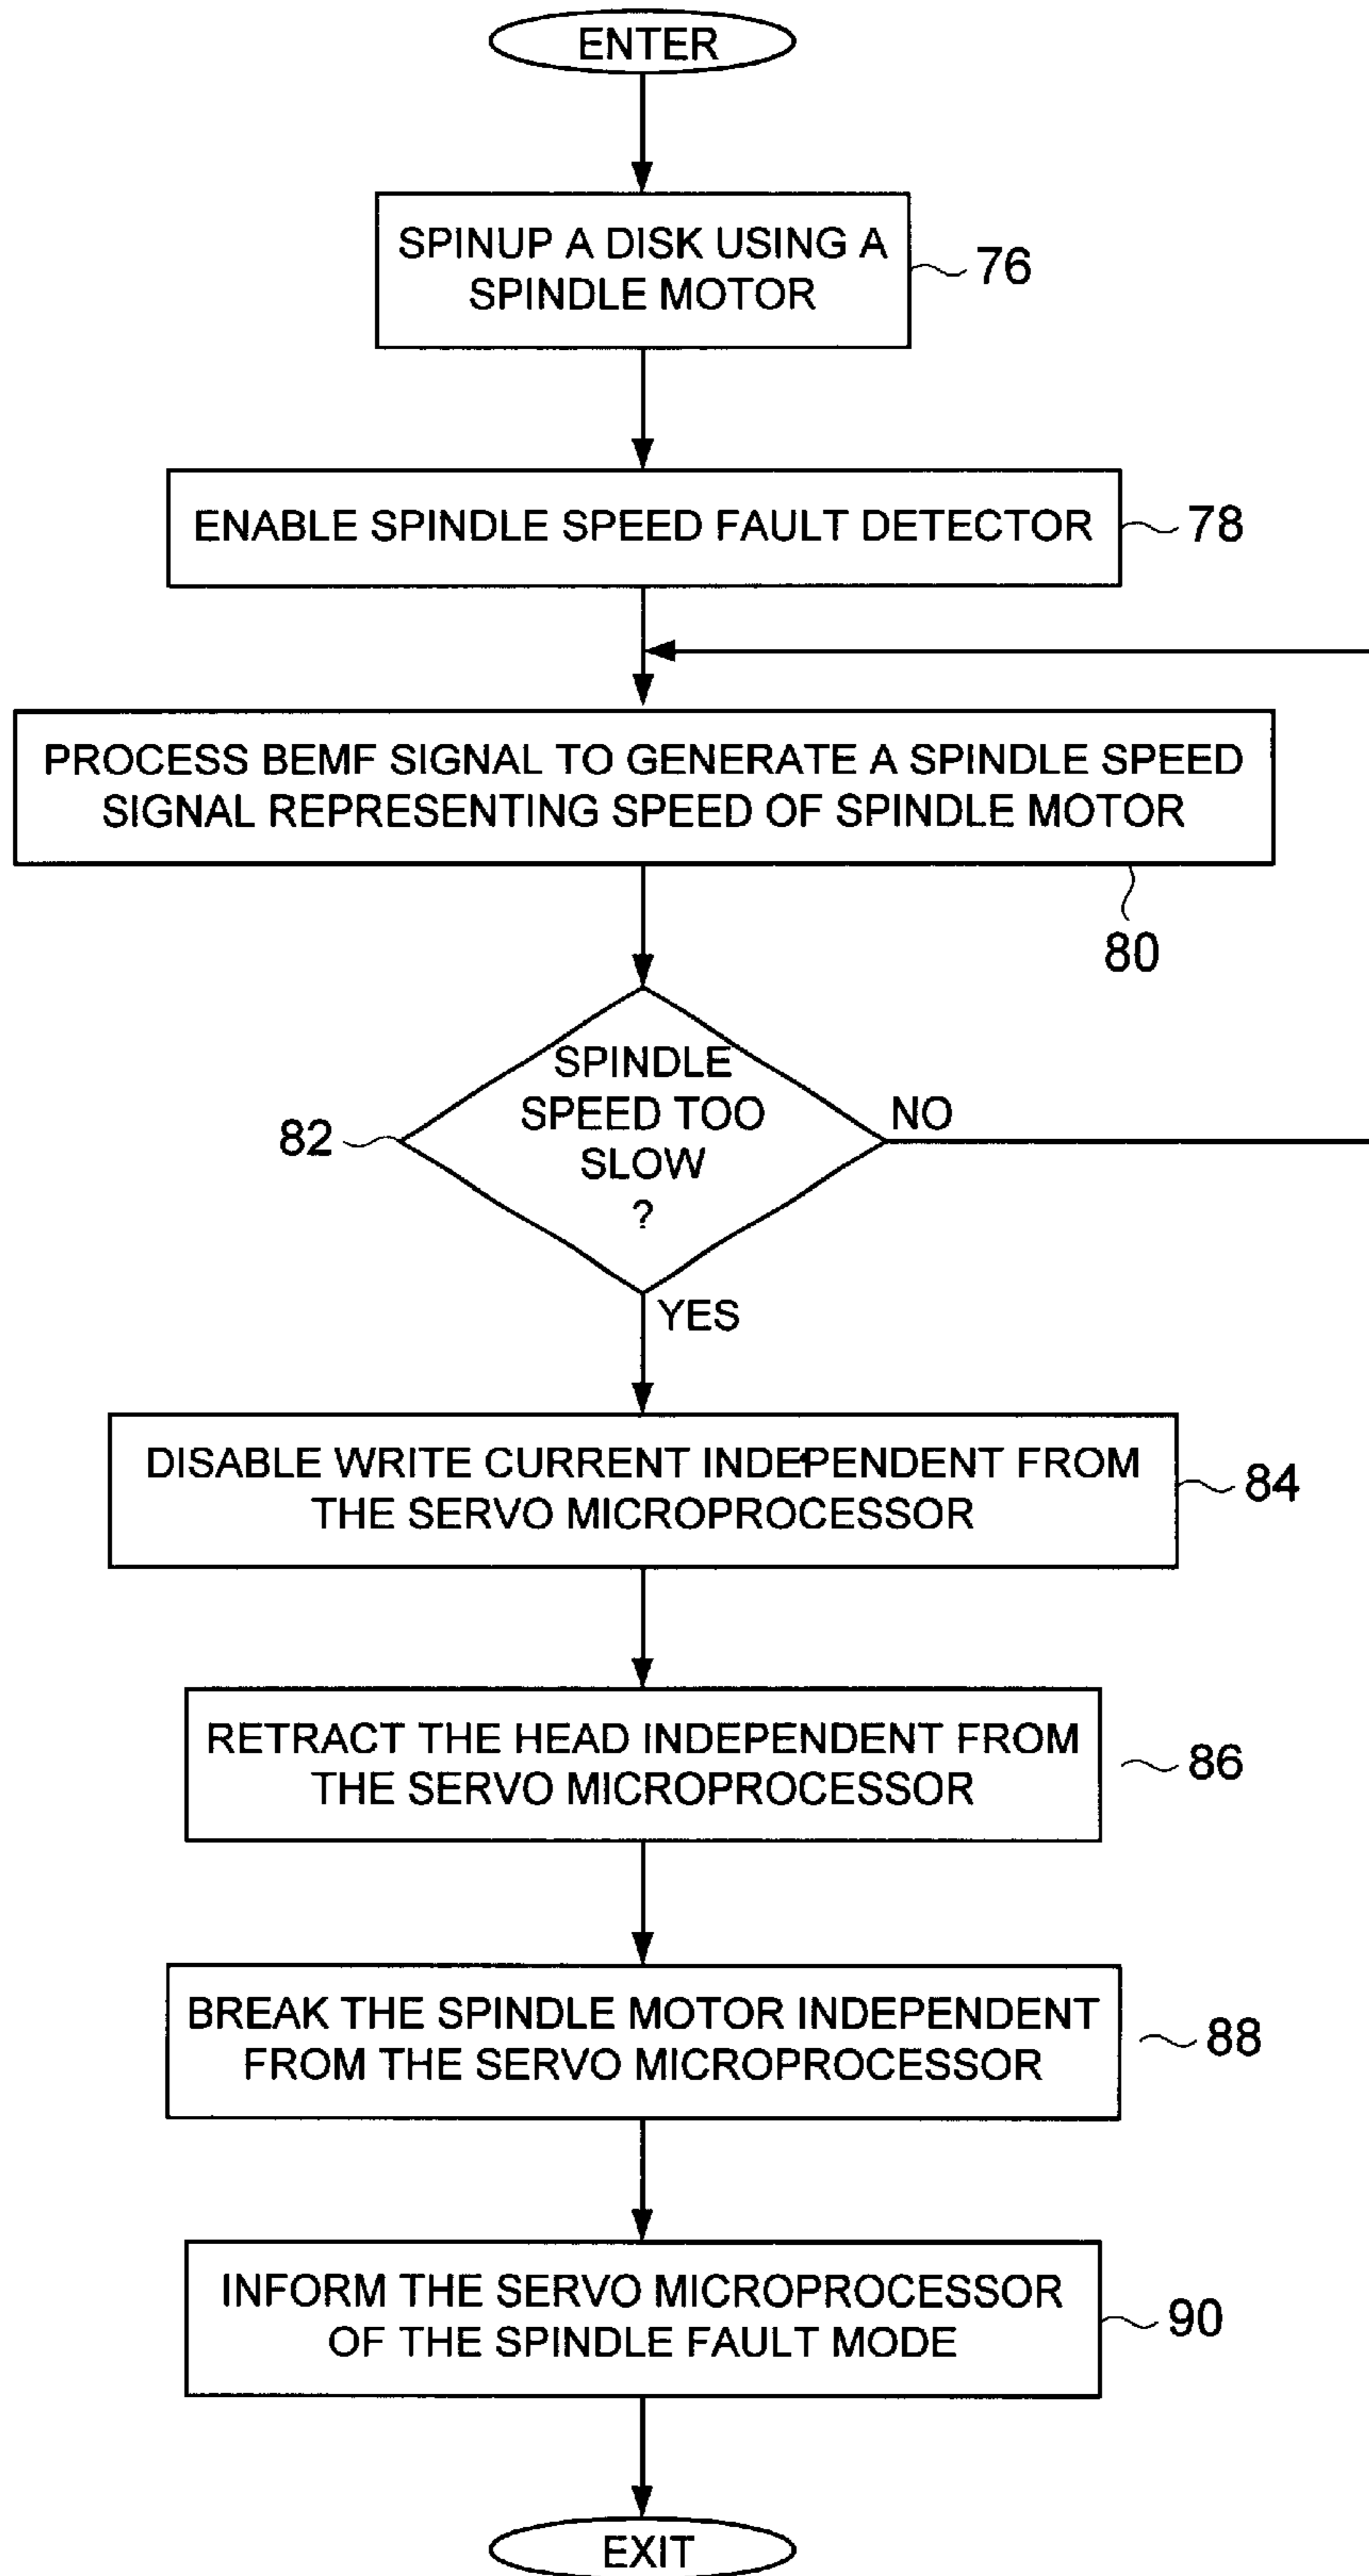 ENTER
SPINUP A DISK USING A
SPINDLE MOTOR
76
ENABLE SPINDLE SPEED FAULT DETECTOR
78
PROCESS BEMF SIGNAL TO GENERATE A SPINDLE SPEED
SIGNAL REPRESENTING SPEED OF SPINDLE MOTOR
80
SPINDLE
SPEED TOO
SLOW
?
82
NO
YES
DISABLE WRITE CURRENT INDEPENDENT FROM
THE SERVO MICROPROCESSOR
84
RETRACT THE HEAD INDEPENDENT FROM
THE SERVO MICROPROCESSOR
86
BREAK THE SPINDLE MOTOR INDEPENDENT
FROM THE SERVO MICROPROCESSOR
88
INFORM THE SERVO MICROPROCESSOR
OF THE SPINDLE FAULT MODE
90
EXIT